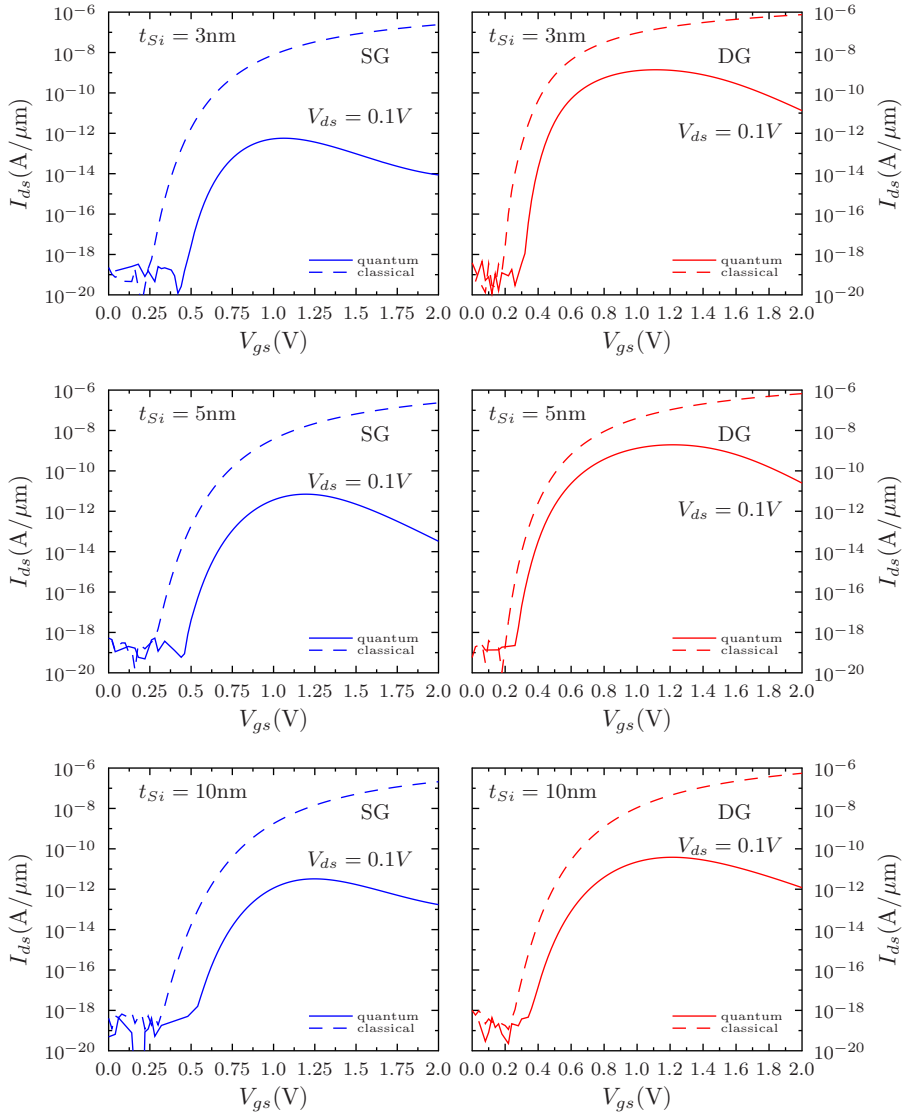 10^-6
10^-8
10^-10
10^-12
10^-14
10^-16
10^-18
10^-20
I_ds(A/μm)
t_Si = 3nm
SG
V_ds = 0.1V
quantum
classical
0.0 0.25 0.5 0.75 1.0 1.25 1.5 1.75 2.0
V_gs(V)
t_Si = 3nm
DG
V_ds = 0.1V
quantum
classical
0.0 0.2 0.4 0.6 0.8 1.0 1.2 1.4 1.6 1.8 2.0
V_gs(V)
10^-6
10^-8
10^-10
10^-12
10^-14
10^-16
10^-18
10^-20
I_ds(A/μm)
10^-6
10^-8
10^-10
10^-12
10^-14
10^-16
10^-18
10^-20
I_ds(A/μm)
t_Si = 5nm
SG
V_ds = 0.1V
quantum
classical
0.0 0.25 0.5 0.75 1.0 1.25 1.5 1.75 2.0
V_gs(V)
t_Si = 5nm
DG
V_ds = 0.1V
quantum
classical
0.0 0.2 0.4 0.6 0.8 1.0 1.2 1.4 1.6 1.8 2.0
V_gs(V)
10^-6
10^-8
10^-10
10^-12
10^-14
10^-16
10^-18
10^-20
I_ds(A/μm)
10^-6
10^-8
10^-10
10^-12
10^-14
10^-16
10^-18
10^-20
I_ds(A/μm)
t_Si = 10nm
SG
V_ds = 0.1V
quantum
classical
0.0 0.25 0.5 0.75 1.0 1.25 1.5 1.75 2.0
V_gs(V)
t_Si = 10nm
DG
V_ds = 0.1V
quantum
classical
0.0 0.2 0.4 0.6 0.8 1.0 1.2 1.4 1.6 1.8 2.0
V_gs(V)
10^-6
10^-8
10^-10
10^-12
10^-14
10^-16
10^-18
10^-20
I_ds(A/μm)